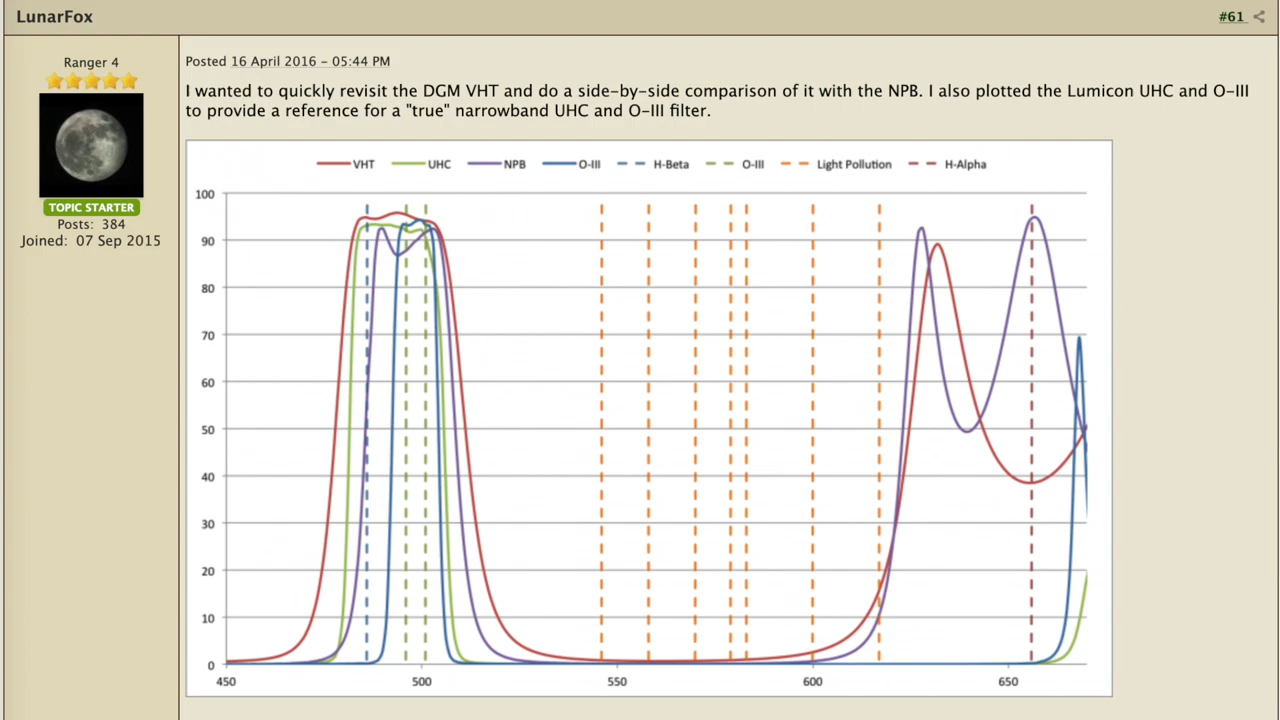 LunarFox
#61
Ranger 4
TOPIC STARTER
Posts: 384
Joined: 07 Sep 2015
Posted 16 April 2016 – 05:44 PM
I wanted to quickly revisit the DGM VHT and do a side-by-side comparison of it with the NPB. I also plotted the Lumicon UHC and O-III
to provide a reference for a "true" narrowband UHC and O-III filter.
VHT UHC NPB O-III H-Beta O-III Light Pollution H-Alpha
100
90
80
70
60
50
40
30
20
10
0
450 500 550 600 650